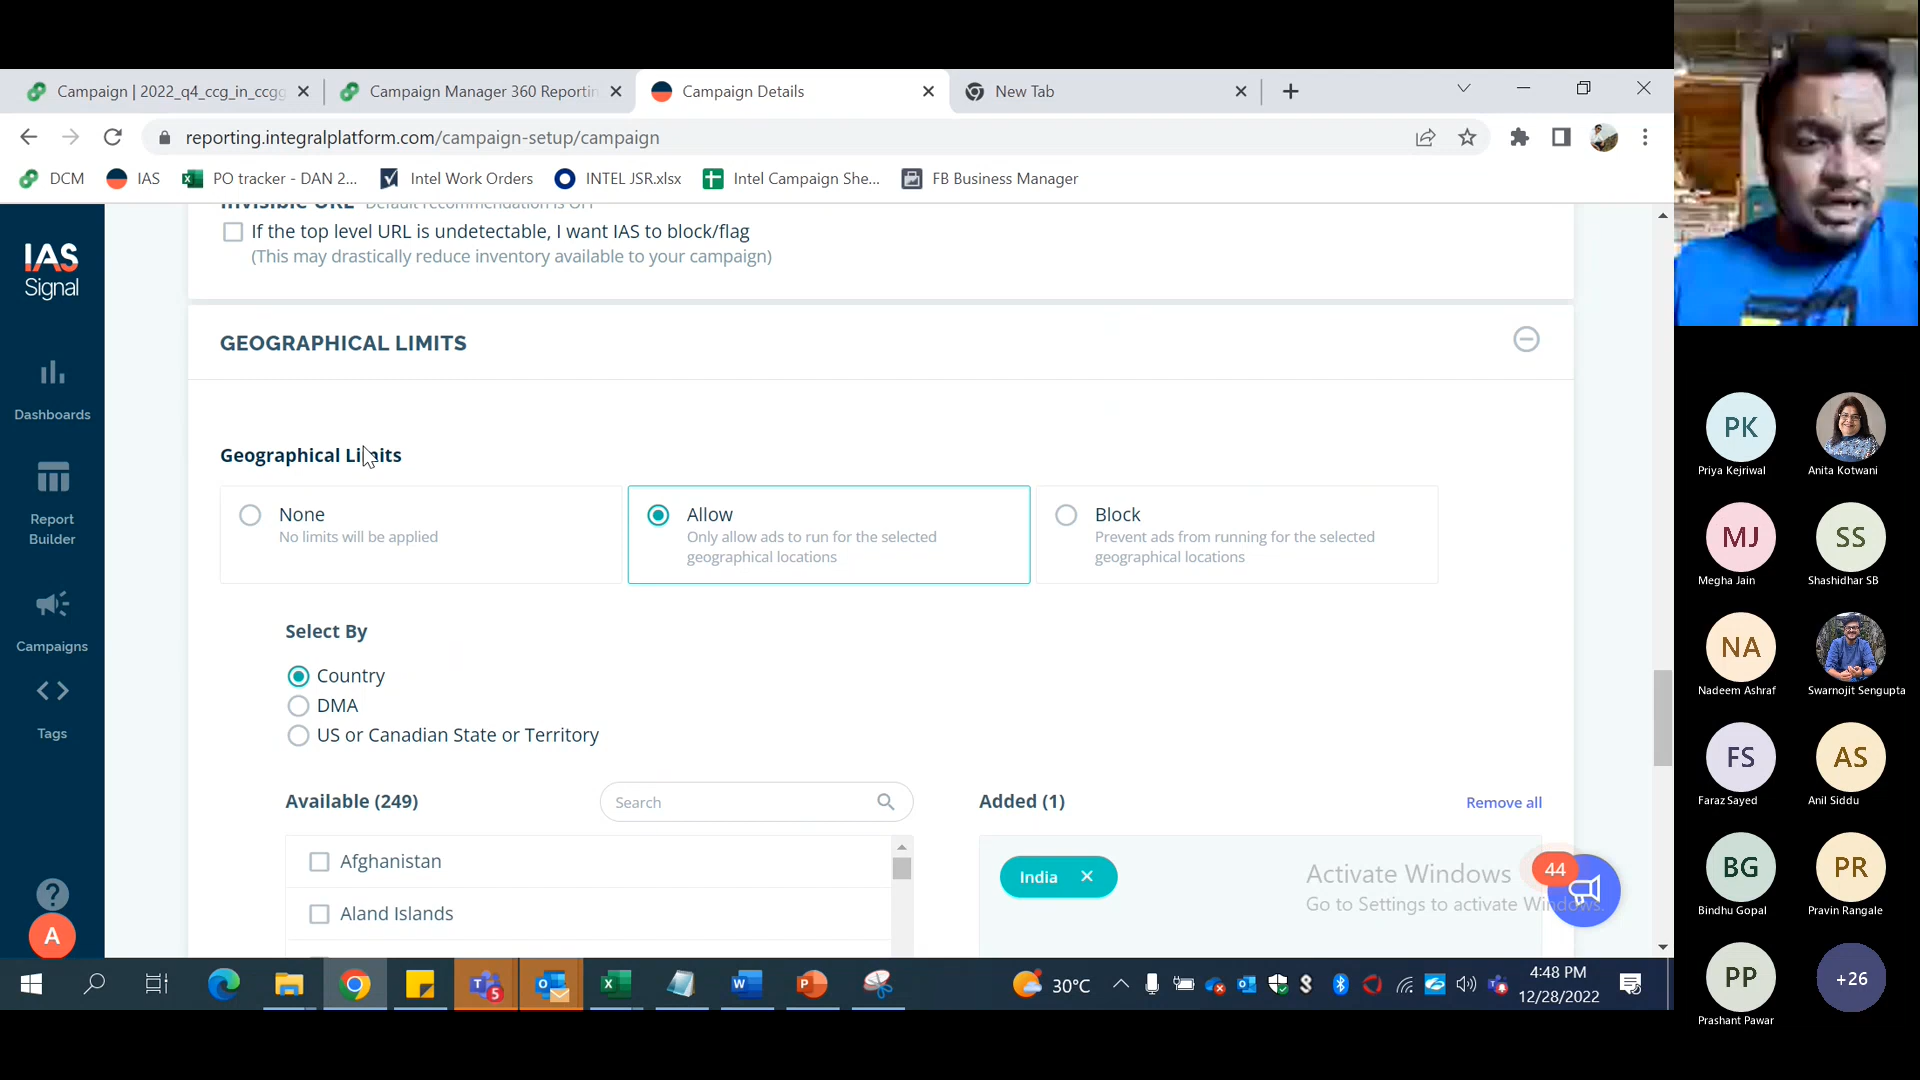 Campaign | 2022_q4_ccg_in_ccgg
Campaign Manager 360 Reportin
Campaign Details
New Tab
reporting.integralplatform.com/campaign-setup/campaign
DCM
IAS
PO tracker - DAN 2...
Intel Work Orders
INTEL JSR.xlsx
Intel Campaign She...
FB Business Manager
IAS
Signal
Dashboards
Report
Builder
Campaigns
Tags
A
Invisible URL Default recommendation is OFF
If the top level URL is undetectable, I want IAS to block/flag
(This may drastically reduce inventory available to your campaign)
GEOGRAPHICAL LIMITS
Geographical Limits
None
No limits will be applied
Allow
Only allow ads to run for the selected
geographical locations
Block
Prevent ads from running for the selected
geographical locations
Select By
Country
DMA
US or Canadian State or Territory
Available (249)
Search
Added (1)
Remove all
Afghanistan
Aland Islands
India
Activate Windows
Go to Settings to activate Windows.
44
5
30°C
4:48 PM
12/28/2022
PK
Priya Kejriwal
Anita Kotwani
MJ
Megha Jain
SS
Shashidhar SB
NA
Nadeem Ashraf
Swarnojit Sengupta
FS
Faraz Sayed
AS
Anil Siddu
BG
Bindhu Gopal
PR
Pravin Rangale
PP
Prashant Pawar
+26